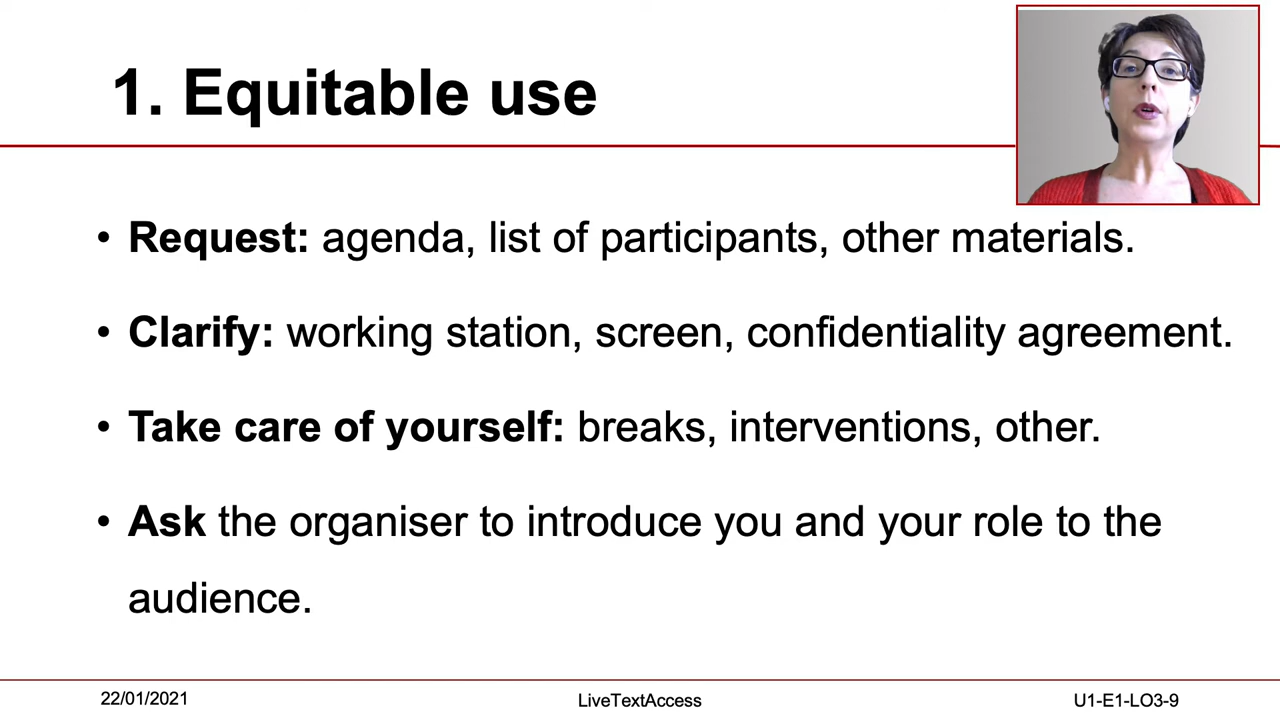 1. Equitable use
• Request: agenda, list of participants, other materials.
• Clarify: working station, screen, confidentiality agreement.
• Take care of yourself: breaks, interventions, other.
• Ask the organiser to introduce you and your role to the
audience.
22/01/2021
LiveTextAccess
U1-E1-LO3-9